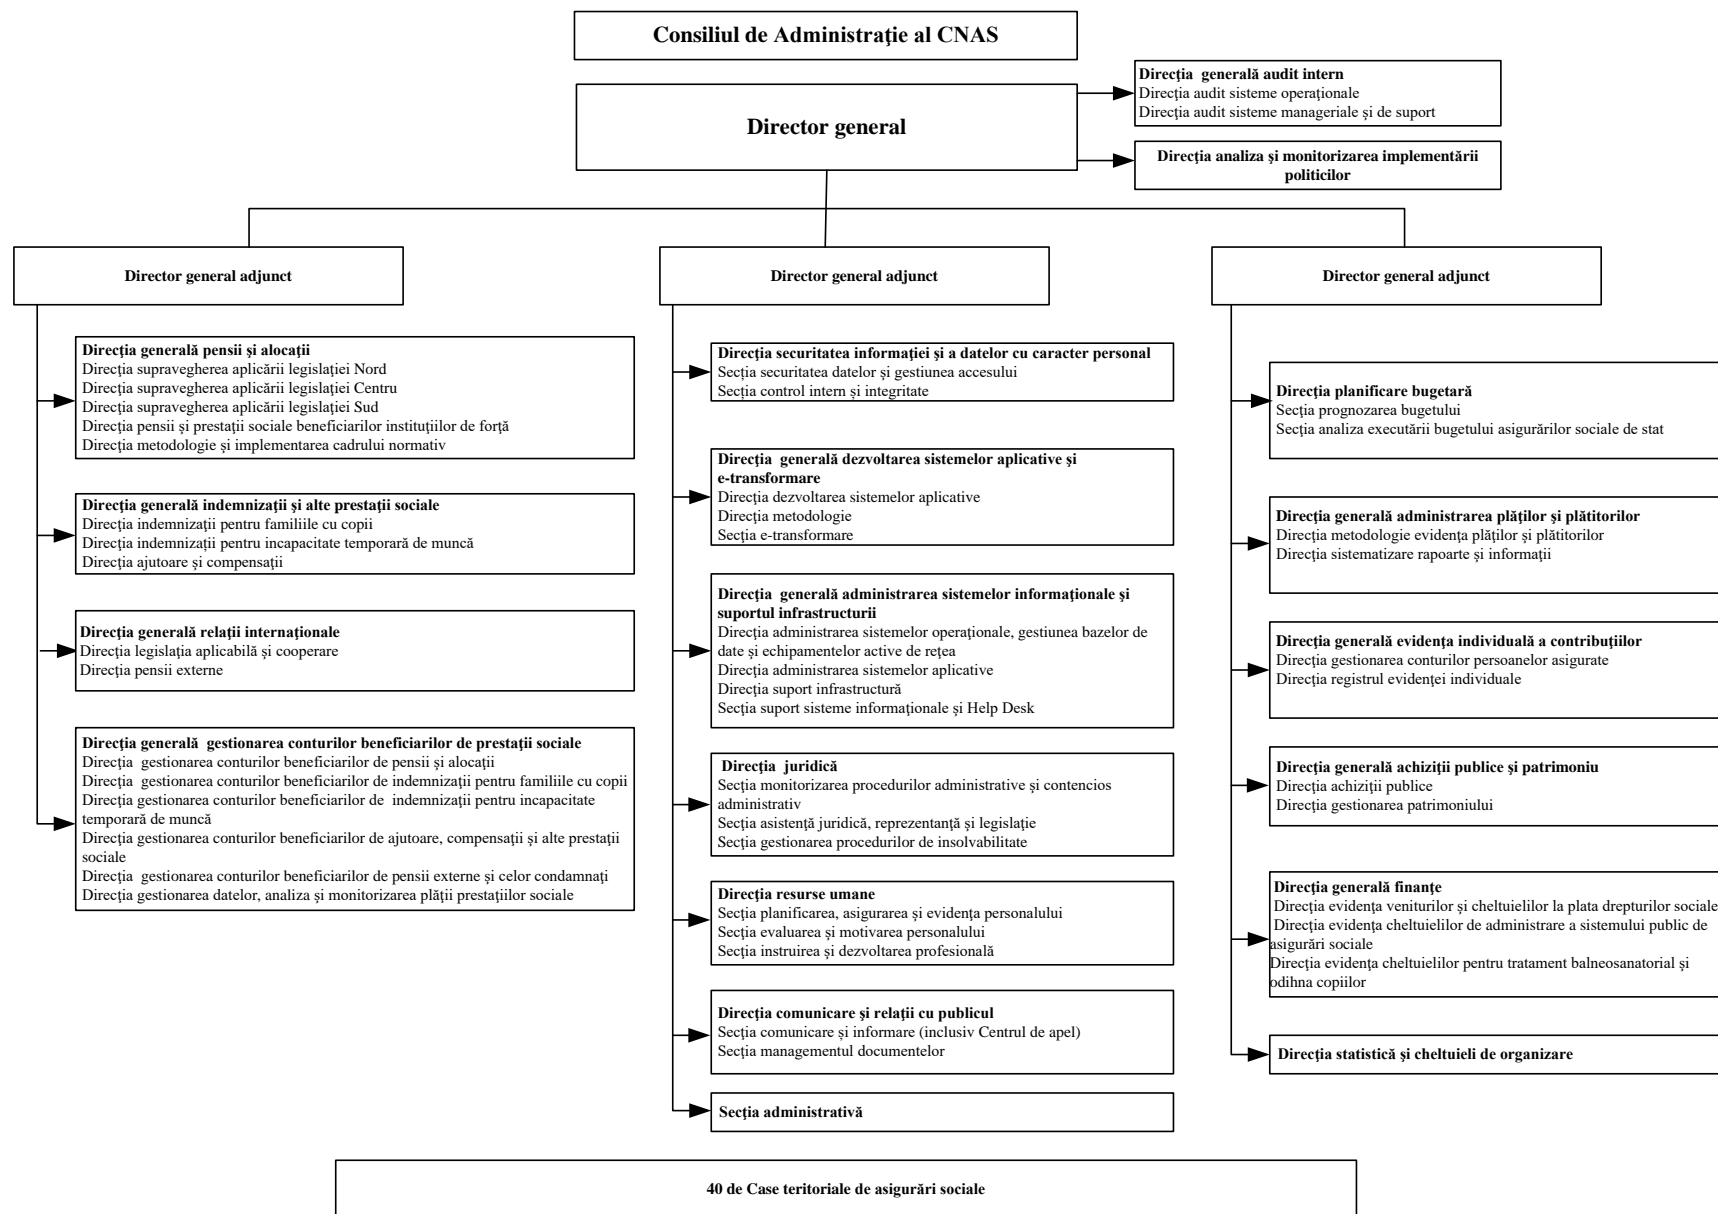 Consiliul de Administraţie al CNAS
Direcţia generală audit intern
Direcţia audit sisteme operaţionale
Direcţia audit sisteme manageriale și de suport
Director general
Direcţia analiza şi monitorizarea implementării
politicilor
Director general adjunct
Director general adjunct
Director general adjunct
Direcţia generală pensii şi alocaţii
Direcţia supravegherea aplicării legislaţiei Nord
Direcţia supravegherea aplicării legislaţiei Centru
Direcţia supravegherea aplicării legislaţiei Sud
Direcţia pensii şi prestaţii sociale beneficiarilor instituţiilor de forţă
Direcţia metodologie și implementarea cadrului normativ
Direcţia generală indemnizaţii şi alte prestaţii sociale
Direcţia indemnizaţii pentru familiile cu copii
Direcţia indemnizații pentru incapacitate temporară de muncă
Direcţia ajutoare şi compensaţii
Direcţia generală relaţii internaţionale
Direcţia legislaţia aplicabilă şi cooperare
Direcţia pensii externe
Direcţia generală gestionarea conturilor beneficiarilor de prestaţii sociale
Direcţia gestionarea conturilor beneficiarilor de pensii şi alocaţii
Direcţia gestionarea conturilor beneficiarilor de indemnizaţii pentru familiile cu copii
Direcţia gestionarea conturilor beneficiarilor de indemnizaţii pentru incapacitate
temporară de muncă
Direcţia gestionarea conturilor beneficiarilor de ajutoare, compensaţii şi alte prestaţii
sociale
Direcţia gestionarea conturilor beneficiarilor de pensii externe şi celor condamnaţi
Direcţia gestionarea datelor, analiza şi monitorizarea plăţii prestaţiilor sociale
Direcţia securitatea informaţiei şi a datelor cu caracter personal
Secţia securitatea datelor şi gestiunea accesului
Secția control intern și integritate
Direcţia generală dezvoltarea sistemelor aplicative şi
e-transformare
Direcţia dezvoltarea sistemelor aplicative
Direcţia metodologie
Secţia e-transformare
Direcţia generală administrarea sistemelor informaţionale şi
suportul infrastructurii
Direcţia administrarea sistemelor operaţionale, gestiunea bazelor de
date şi echipamentelor active de reţea
Direcţia administrarea sistemelor aplicative
Direcţia suport infrastructură
Secţia suport sisteme informaţionale şi Help Desk
Direcţia juridică
Secţia monitorizarea procedurilor administrative și contencios
administrativ
Secţia asistenţă juridică, reprezentanţă şi legislaţie
Secţia gestionarea procedurilor de insolvabilitate
Direcţia resurse umane
Secţia planificarea, asigurarea şi evidenţa personalului
Secţia evaluarea şi motivarea personalului
Secţia instruirea şi dezvoltarea profesională
Direcţia comunicare şi relaţii cu publicul
Secţia comunicare și informare (inclusiv Centrul de apel)
Secţia managementul documentelor
Secţia administrativă
Direcţia planificare bugetară
Secţia prognozarea bugetului
Secţia analiza executării bugetului asigurărilor sociale de stat
Direcţia generală administrarea plăţilor şi plătitorilor
Direcţia metodologie evidenţa plăţilor şi plătitorilor
Direcţia sistematizare rapoarte şi informaţii
Direcţia generală evidenţa individuală a contribuţiilor
Direcţia gestionarea conturilor persoanelor asigurate
Direcţia registrul evidenţei individuale
Direcţia generală achiziţii publice şi patrimoniu
Direcţia achiziţii publice
Direcţia gestionarea patrimoniului
Direcţia generală finanţe
Direcţia evidenţa veniturilor şi cheltuielilor la plata drepturilor sociale
Direcţia evidenţa cheltuielilor de administrare a sistemului public de
asigurări sociale
Direcţia evidenţa cheltuielilor pentru tratament balneosanatorial şi
odihna copiilor
Direcţia statistică şi cheltuieli de organizare
40 de Case teritoriale de asigurări sociale